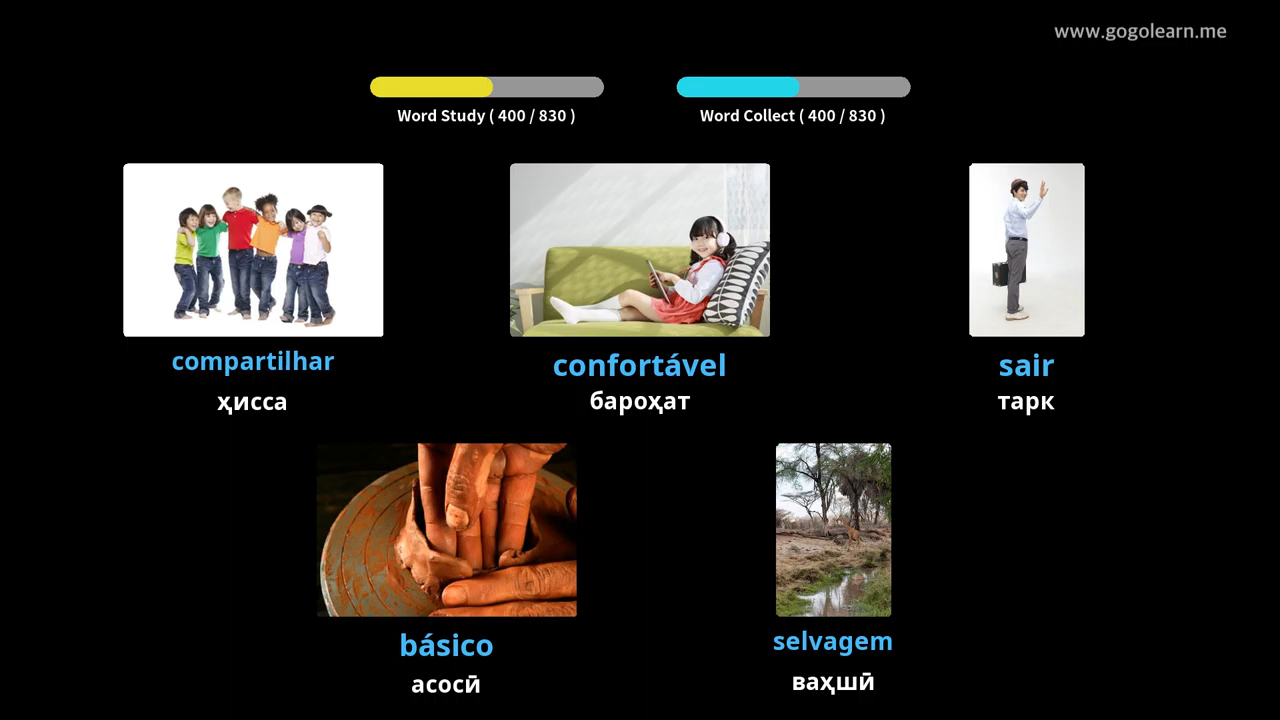 www.gogolearn.me
Word Study ( 400 / 830 )
Word Collect ( 400 / 830 )
compartilhar
ҳисса
confortável
бароҳат
sair
тарк
básico
асосӣ
selvagem
ваҳшӣ